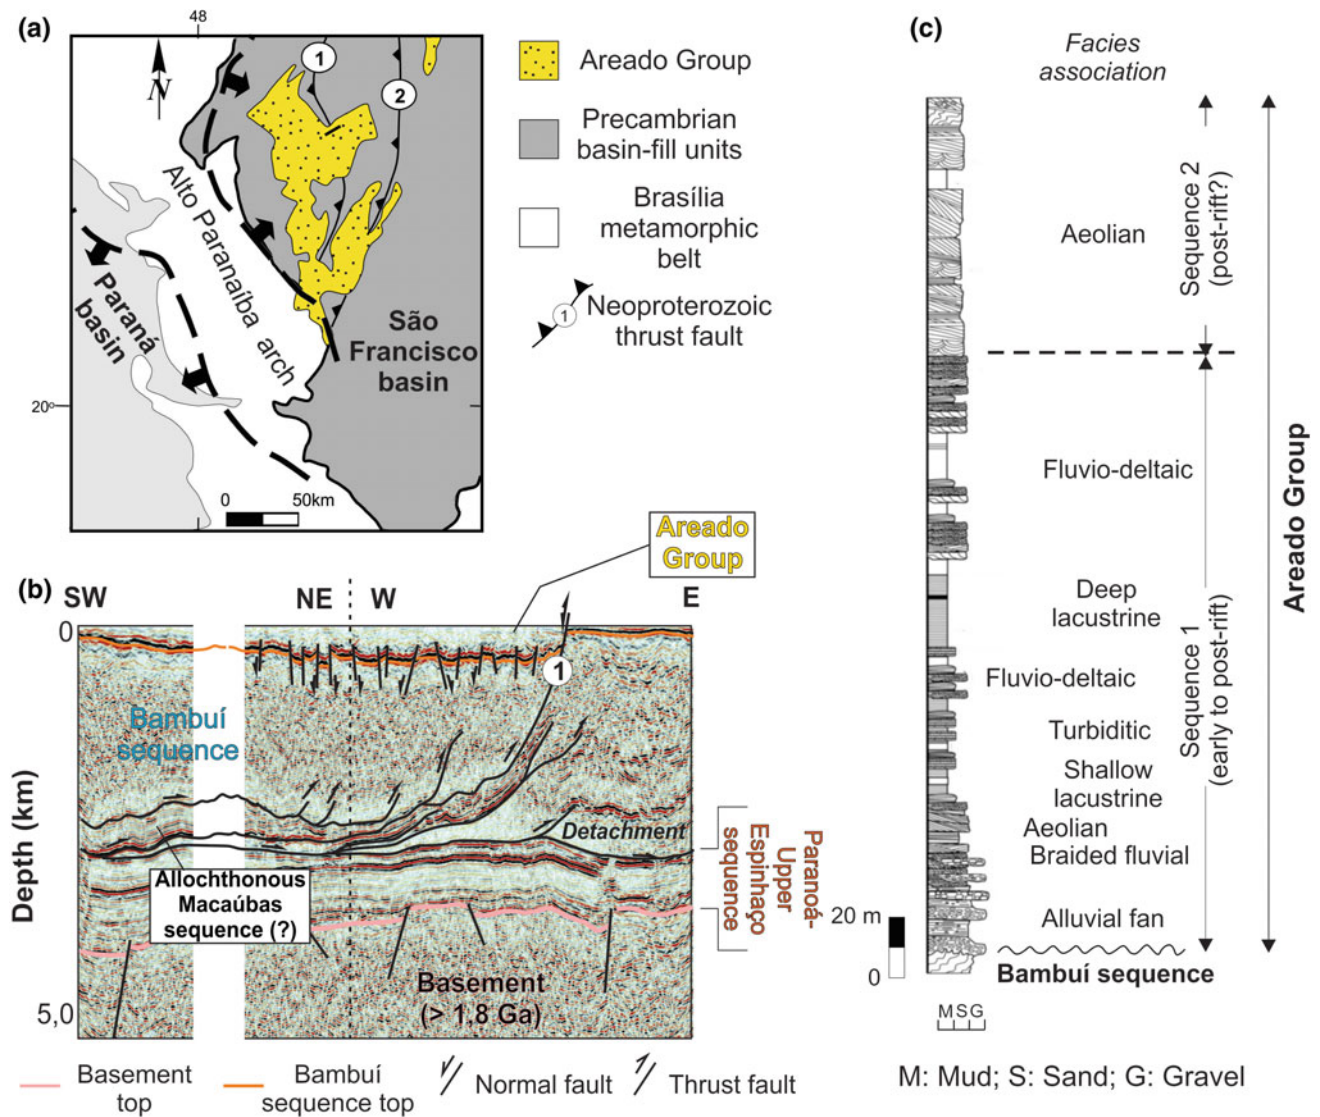 (a)
48
N
1
2
Alto Paranaíba arch
Paraná
basin
São
Francisco
basin
20º
0
50km
Areado Group
Precambrian
basin-fill units
Brasília
metamorphic
belt
1
Neoproterozoic
thrust fault
(b)
Areado
Group
SW
NE
W
E
0
1
Bambuí
sequence
Depth (km)
Detachment
Allochthonous
Macaúbas
sequence (?)
Paranoá-
Upper
Espinhaço
sequence
Basement
(> 1.8 Ga)
5,0
Basement
top
Bambuí
sequence top
Normal fault
Thrust fault
(c)
Facies
association
Aeolian
Sequence 2
(post-rift?)
Fluvio-deltaic
Deep
lacustrine
Fluvio-deltaic
Turbiditic
Shallow
lacustrine
Aeolian
Braided fluvial
Alluvial fan
Sequence 1
(early to post-rift)
Areado Group
20 m
0
Bambuí sequence
M S G
M: Mud; S: Sand; G: Gravel